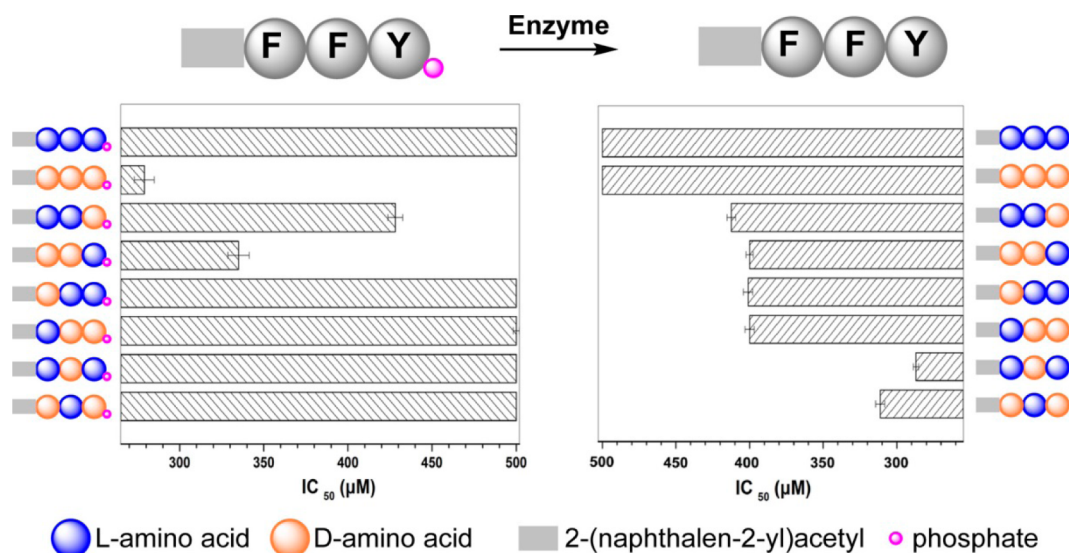 F F Y Enzyme F F Y
300 350 400 450 500
IC 50 (µM)
500 450 400 350 300
IC 50 (µM)
L-amino acid D-amino acid 2-(naphthalen-2-yl)acetyl phosphate